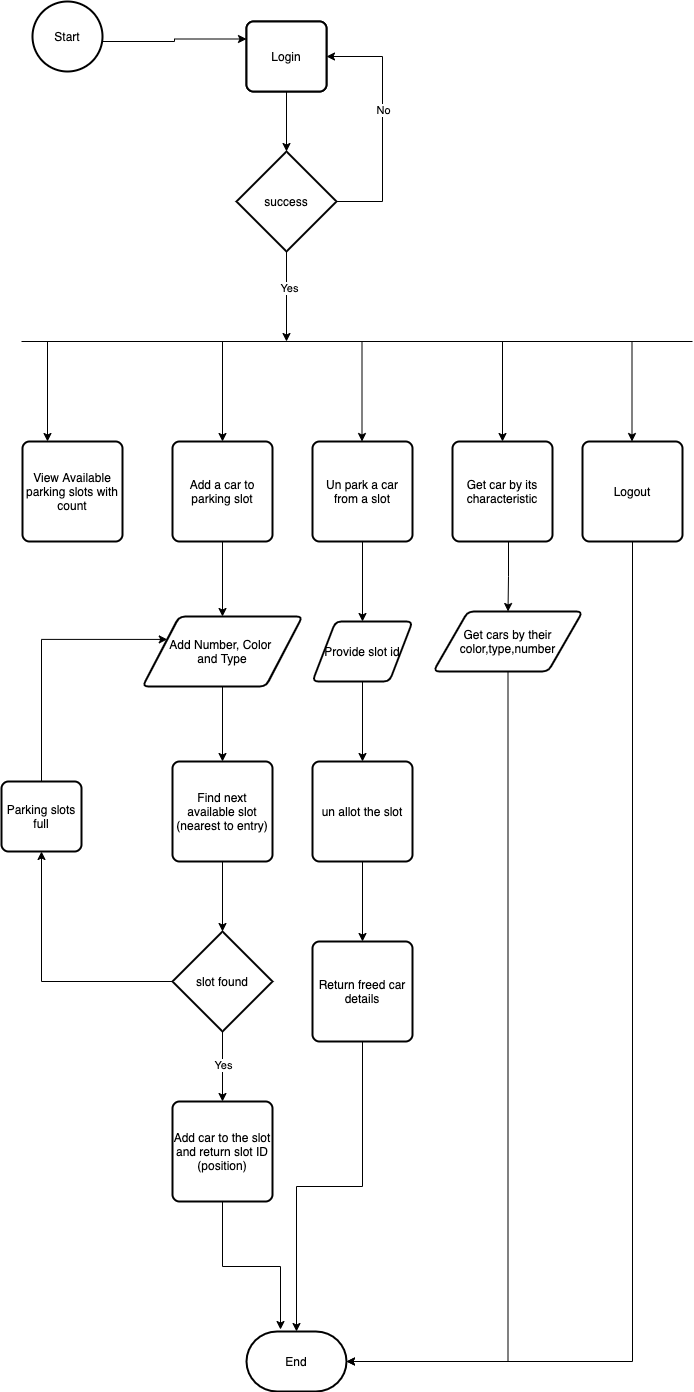 Start
Login
No
success
Yes
View Available
parking slots with
count
Add a car to
parking slot
Un park a car
from a slot
Get car by its
characteristic
Logout
Add Number, Color
and Type
Provide slot id
Get cars by their
color,type,number
Parking slots
full
Find next
available slot
(nearest to entry)
un allot the slot
slot found
Return freed car
details
Yes
Add car to the slot
and return slot ID
(position)
End